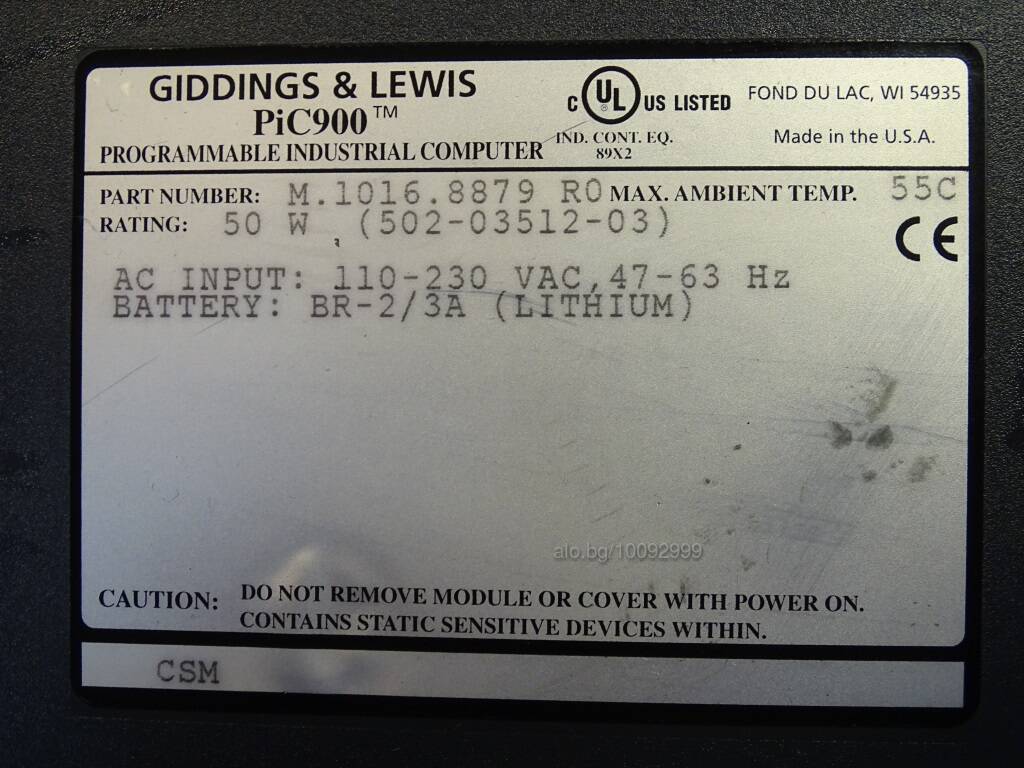 GIDDINGS & LEWIS
PiC900™
PROGRAMMABLE INDUSTRIAL COMPUTER
C UL® US LISTED
IND. CONT. EQ.
89X2
FOND DU LAC, WI 54935
Made in the U.S.A.
PART NUMBER: M.1016.8879 R0 MAX. AMBIENT TEMP. 55C
RATING: 50 W (502-03512-03)
CE
AC INPUT: 110-230 VAC,47-63 Hz
BATTERY: BR-2/3A (LITHIUM)
alo.bg/10092999
CAUTION: DO NOT REMOVE MODULE OR COVER WITH POWER ON.
CONTAINS STATIC SENSITIVE DEVICES WITHIN.
CSM